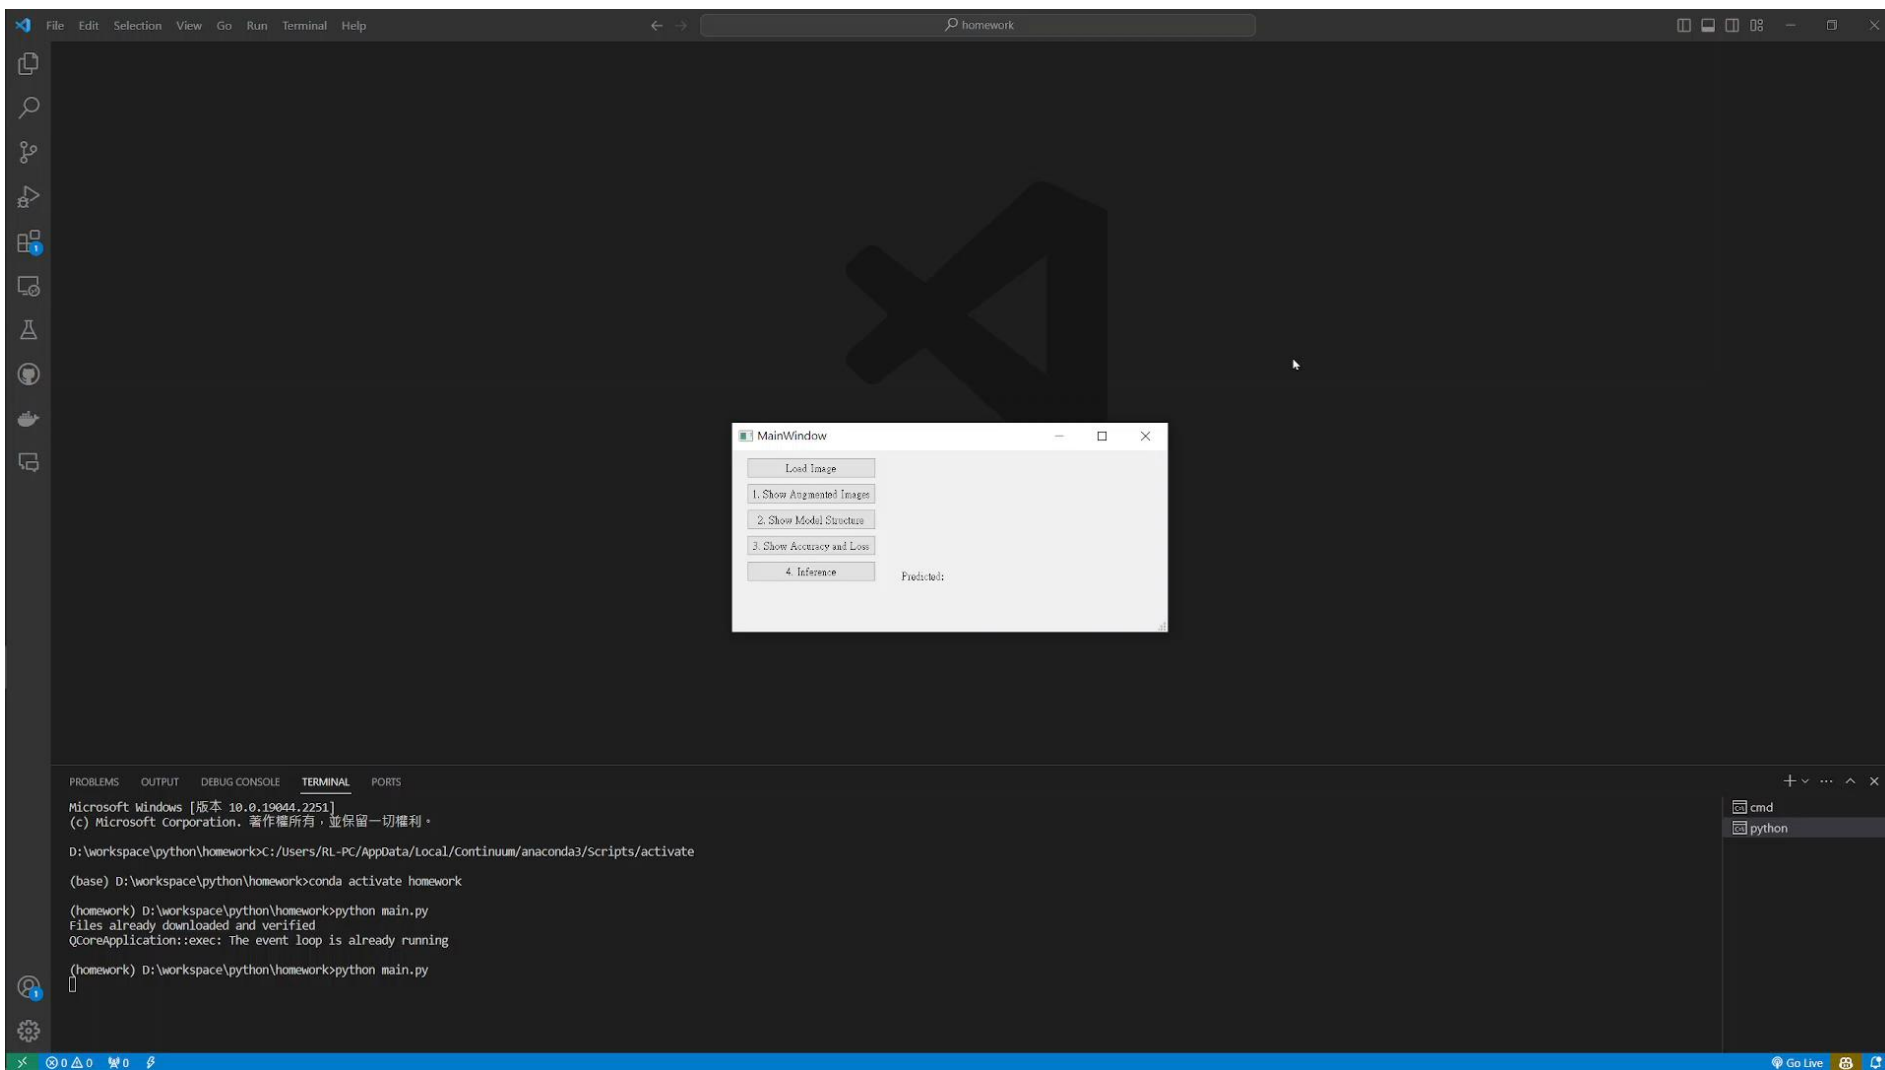 File Edit Selection View Go Run Terminal Help
homework
1
MainWindow
Load Image
1. Show Augmented Images
2. Show Model Structure
3. Show Accuracy and Loss
4. Inference
Predicted:
PROBLEMS OUTPUT DEBUG CONSOLE TERMINAL PORTS
Microsoft Windows [版本 10.0.19044.2251]
(c) Microsoft Corporation. 著作權所有，並保留一切權利。
D:\workspace\python\homework>C:/Users/RL-PC/AppData/Local/Continuum/anaconda3/Scripts/activate
(base) D:\workspace\python\homework>conda activate homework
(homework) D:\workspace\python\homework>python main.py
Files already downloaded and verified
QCoreApplication::exec: The event loop is already running
(homework) D:\workspace\python\homework>python main.py
cmd
python
1
0 0 0
Go Live